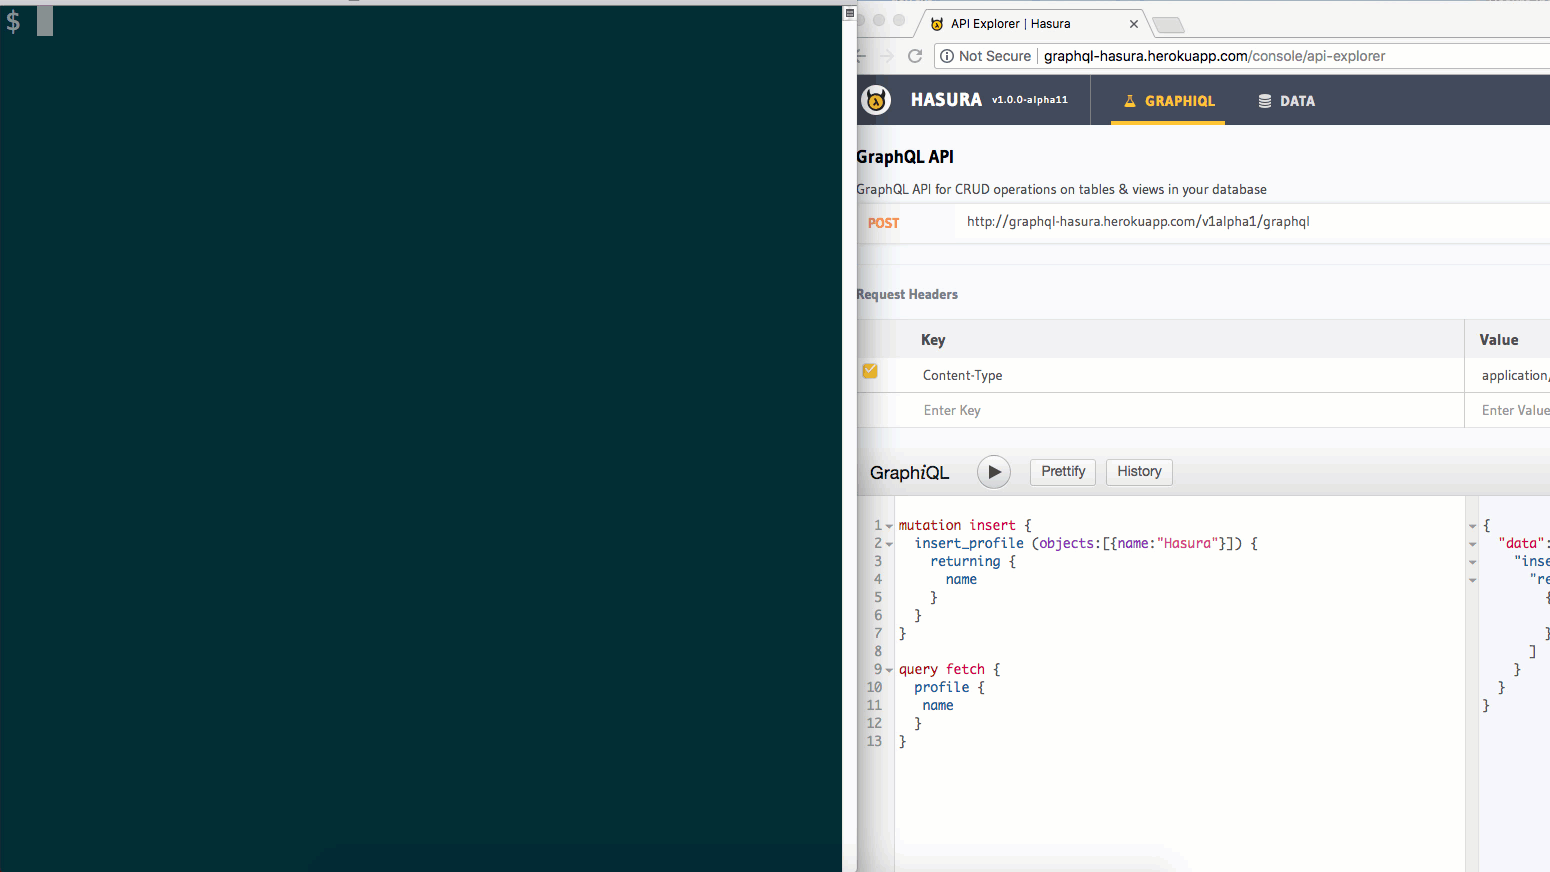 $
API Explorer | Hasura
Not Secure | graphql-hasura.herokuapp.com/console/api-explorer
HASURA v1.0.0-alpha11 GRAPHIQL DATA
GraphQL API
GraphQL API for CRUD operations on tables & views in your database
POST http://graphql-hasura.herokuapp.com/v1alpha1/graphql
Request Headers
Key Value
Content-Type application/
Enter Key Enter Value
GraphiQL Prettify History
1 mutation insert {
2 insert_profile (objects:[{name:"Hasura"}]) {
3 returning {
4 name
5 }
6 }
7 }
8
9 query fetch {
10 profile {
11 name
12 }
13 }
{
"data":
"inse
"re
{
}
]
}
}
}